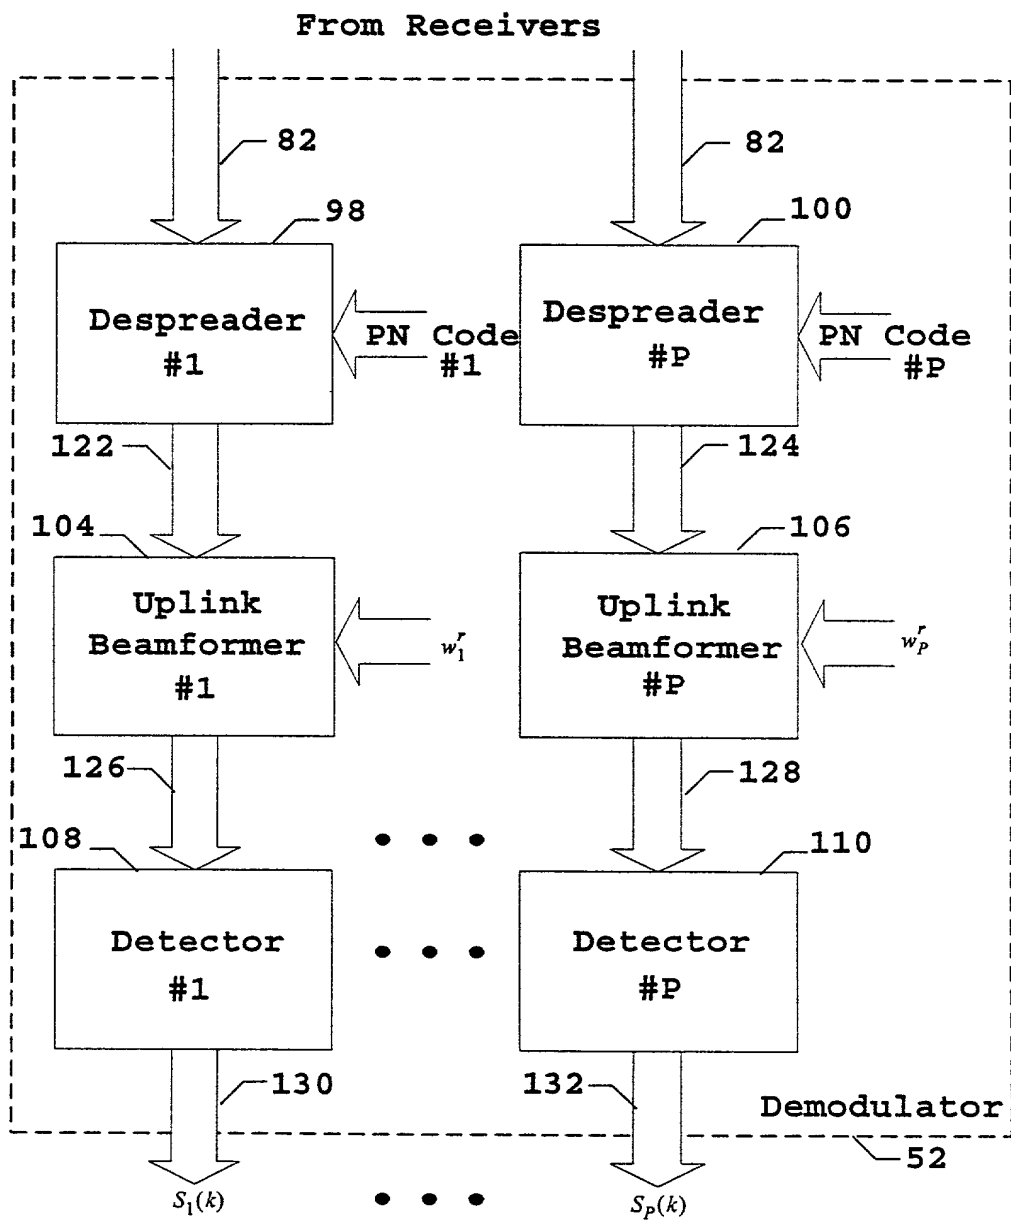 From Receivers
82
82
98
100
Despreader
#1
PN Code
#1
Despreader
#P
PN Code
#P
122
124
104
106
Uplink
Beamformer
#1
w_1^r
Uplink
Beamformer
#P
w_P^r
126
128
108
110
Detector
#1
Detector
#P
130
132
Demodulator
52
S_1(k)
S_P(k)